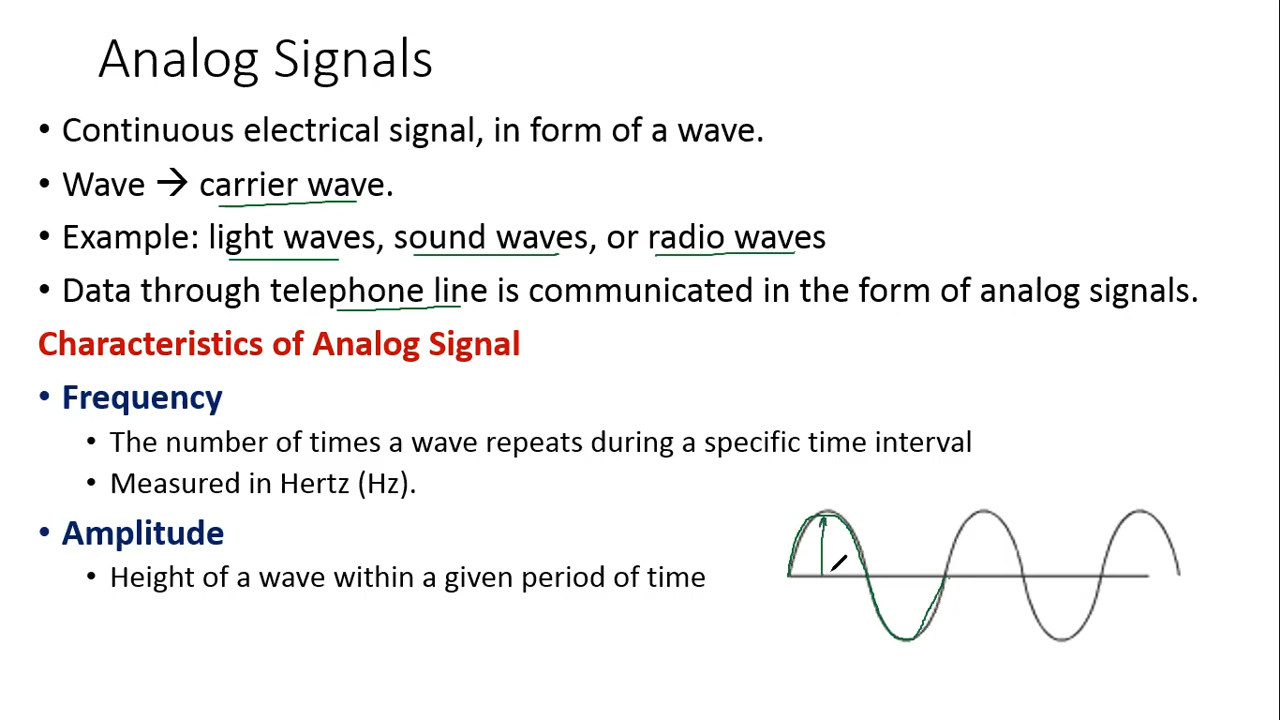 Analog Signals
• Continuous electrical signal, in form of a wave.
• Wave → carrier wave.
• Example: light waves, sound waves, or radio waves
• Data through telephone line is communicated in the form of analog signals.
Characteristics of Analog Signal
• Frequency
• The number of times a wave repeats during a specific time interval
• Measured in Hertz (Hz).
• Amplitude
• Height of a wave within a given period of time